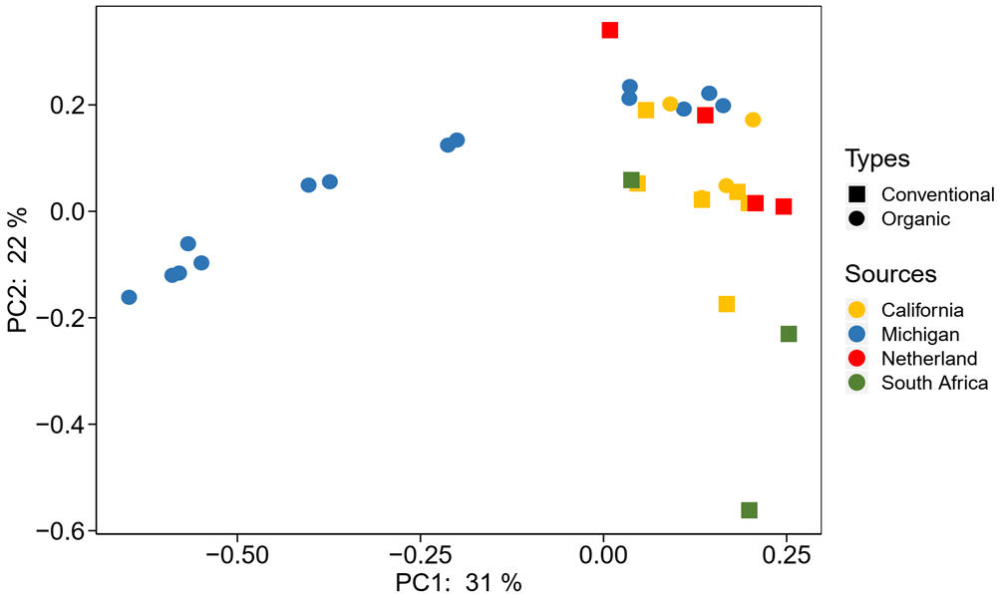 0.2
0.0
−0.2
−0.4
−0.6
PC2:  22 %
−0.50
−0.25
0.00
0.25
PC1:  31 %
Types
Conventional
Organic
Sources
California
Michigan
Netherland
South Africa